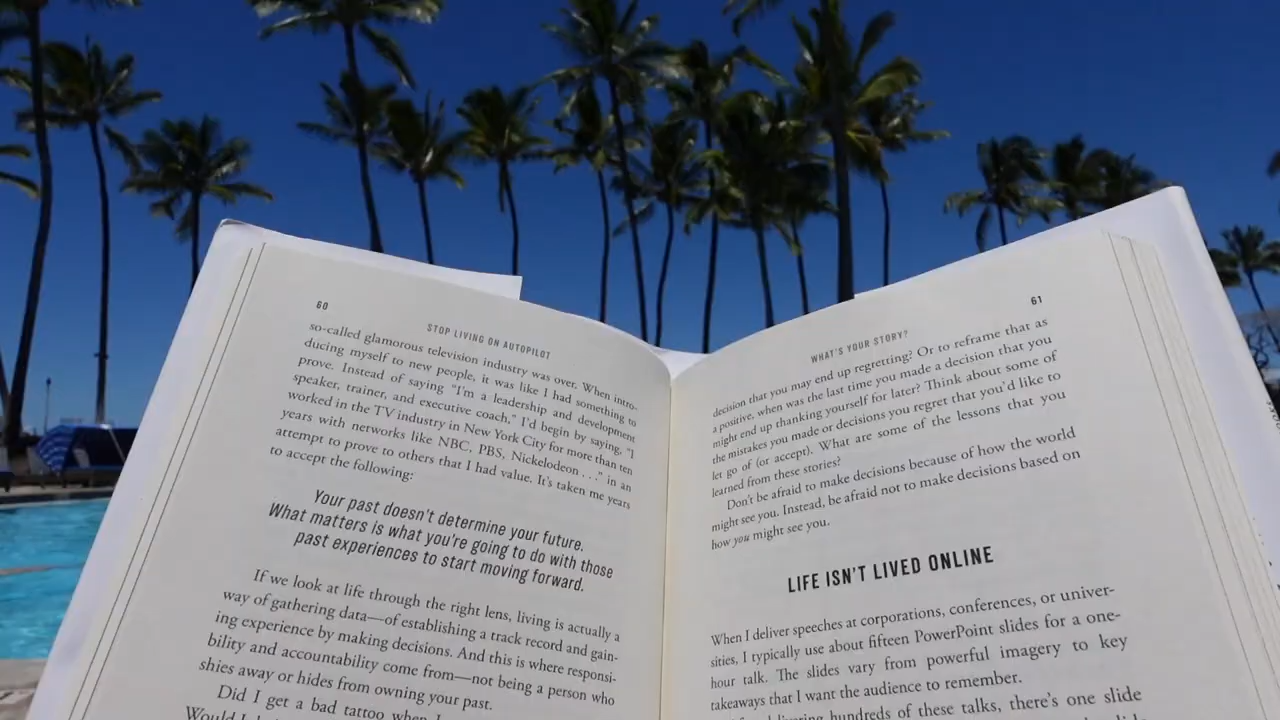 60
STOP LIVING ON AUTOPILOT
so-called glamorous television industry was over. When intro-
ducing myself to new people, it was like I had something to
prove. Instead of saying "I'm a leadership and development
speaker, trainer, and executive coach," I'd begin by saying, "I
worked in the TV industry in New York City for more than ten
years with networks like NBC, PBS, Nickelodeon . . ." in an
attempt to prove to others that I had value. It's taken me years
to accept the following:
Your past doesn't determine your future.
What matters is what you're going to do with those
past experiences to start moving forward.
If we look at life through the right lens, living is actually a
way of gathering data—of establishing a track record and gain-
ing experience by making decisions. And this is where responsi-
bility and accountability come from—not being a person who
shies away or hides from owning your past.
Did I get a bad tattoo when I
Would I
61
WHAT'S YOUR STORY?
decision that you may end up regretting? Or to reframe that as
a positive, when was the last time you made a decision that you
might end up thanking yourself for later? Think about some of
the mistakes you made or decisions you regret that you'd like to
let go of (or accept). What are some of the lessons that you
learned from these stories?
Don't be afraid to make decisions because of how the world
might see you. Instead, be afraid not to make decisions based on
how you might see you.
LIFE ISN'T LIVED ONLINE
When I deliver speeches at corporations, conferences, or univer-
sities, I typically use about fifteen PowerPoint slides for a one-
hour talk. The slides vary from powerful imagery to key
takeaways that I want the audience to remember.
delivering hundreds of these talks, there's one slide